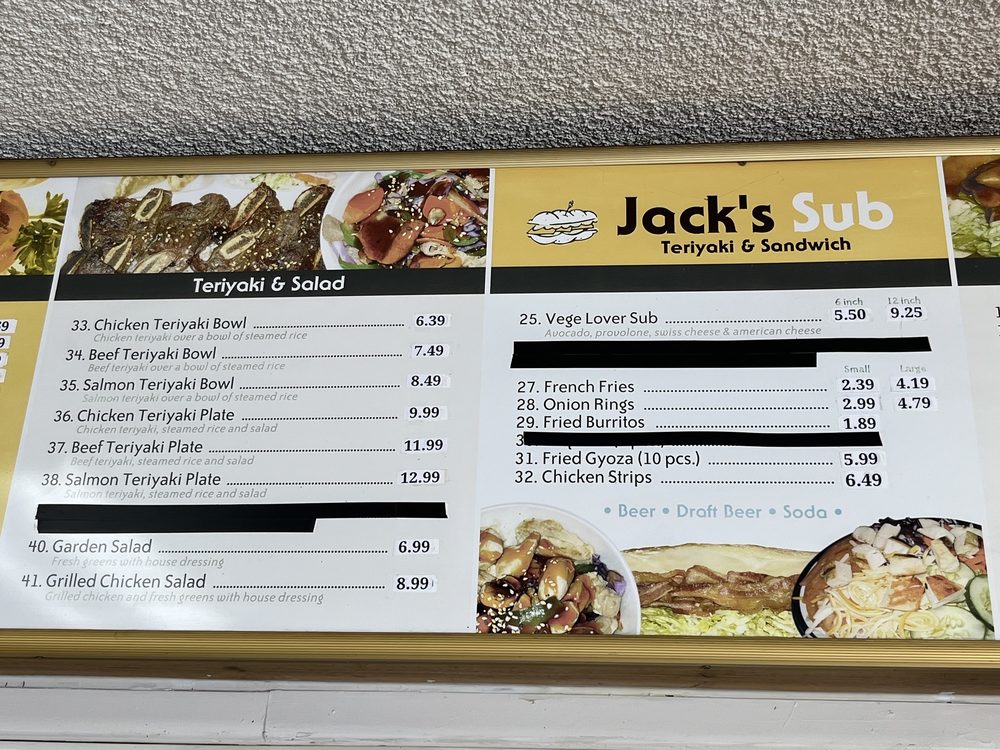 Teriyaki & Salad
33. Chicken Teriyaki Bowl 6.39
Chicken teriyaki over a bowl of steamed rice
34. Beef Teriyaki Bowl 7.49
Beef teriyaki over a bowl of steamed rice
35. Salmon Teriyaki Bowl 8.49
Salmon teriyaki over a bowl of steamed rice
36. Chicken Teriyaki Plate 9.99
Chicken teriyaki, steamed rice and salad
37. Beef Teriyaki Plate 11.99
Beef teriyaki, steamed rice and salad
38. Salmon Teriyaki Plate 12.99
Salmon teriyaki, steamed rice and salad
40. Garden Salad 6.99
Fresh greens with house dressing
41. Grilled Chicken Salad 8.99
Grilled chicken and fresh greens with house dressing
Jack's Sub
Teriyaki & Sandwich
6 inch 12 inch
25. Vege Lover Sub 5.50 9.25
Avocado, provolone, swiss cheese & american cheese
Small Large
27. French Fries 2.39 4.19
28. Onion Rings 2.99 4.79
29. Fried Burritos 1.89
31. Fried Gyoza (10 pcs.) 5.99
32. Chicken Strips 6.49
• Beer • Draft Beer • Soda •